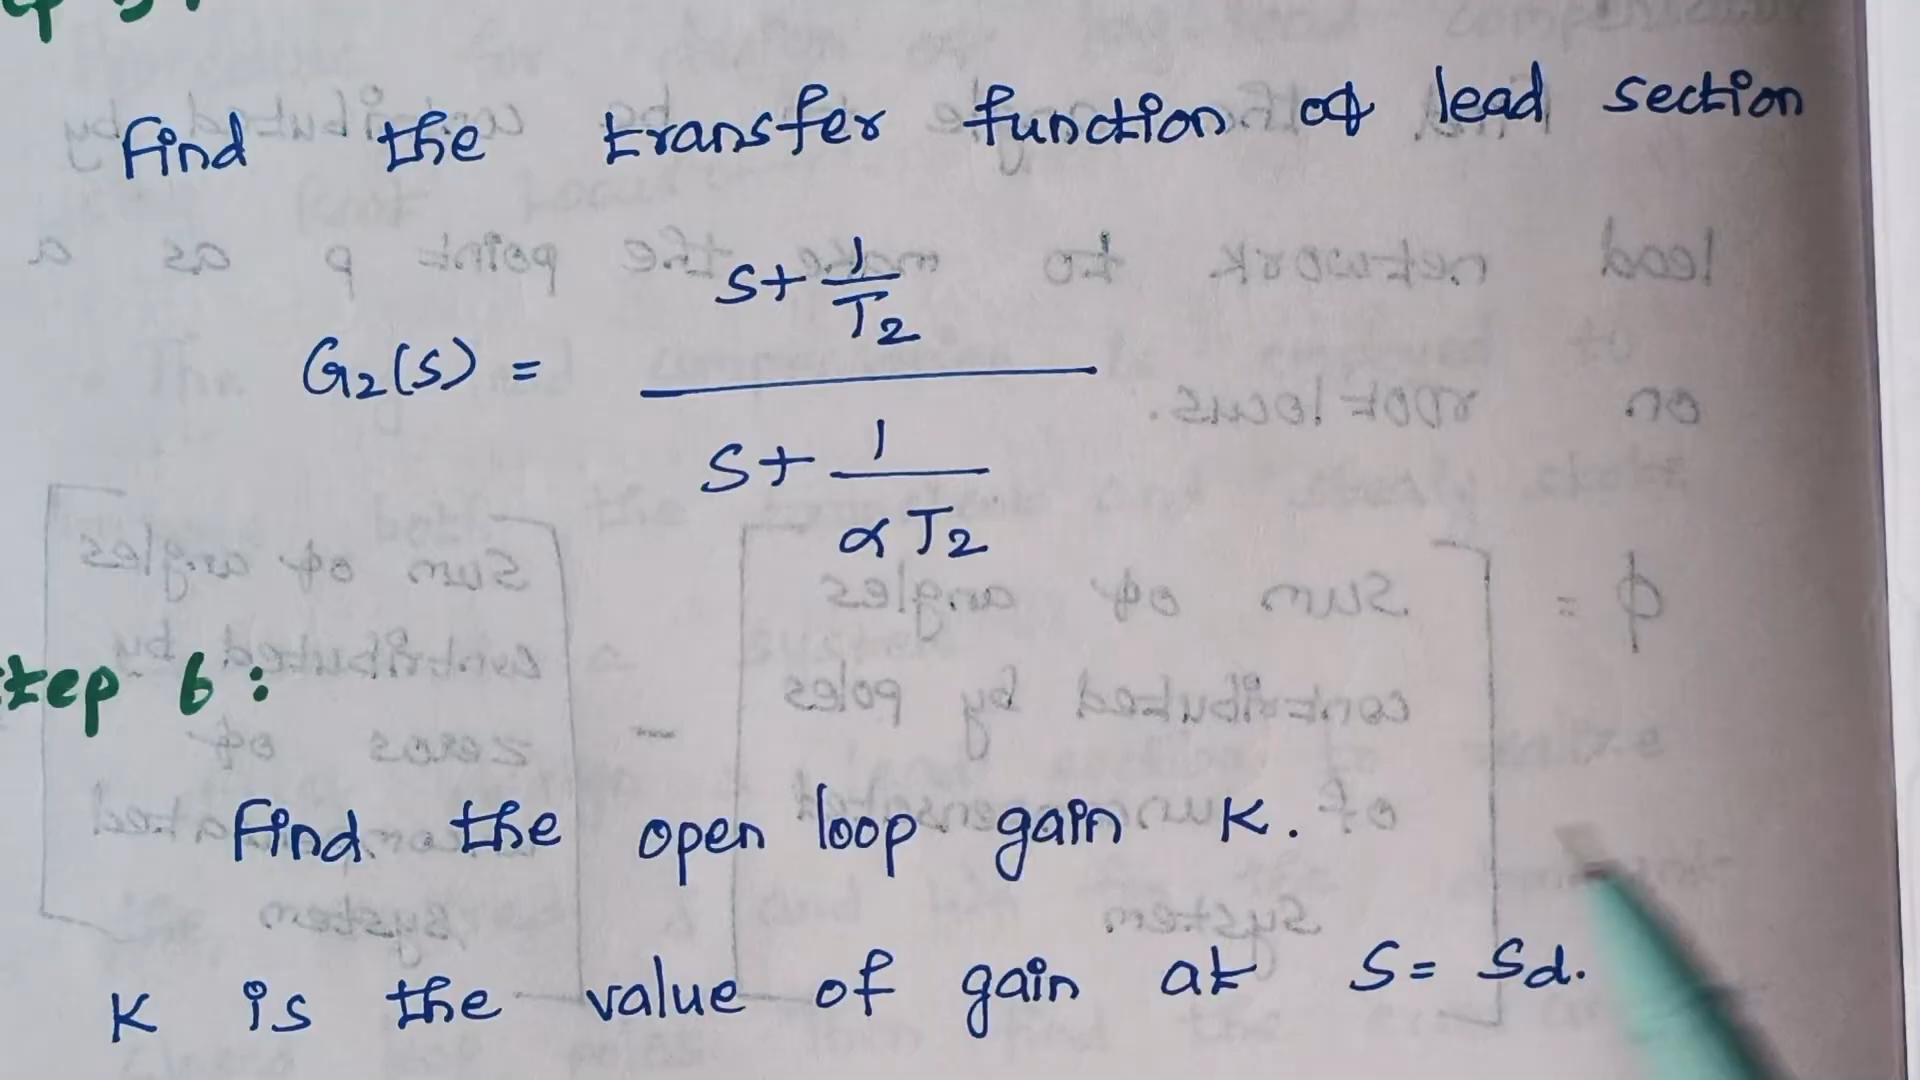 Find the transfer function of lead section
G2(s) = (S + 1/T2) / (S + 1/αT2)
Step 6:
Find the open loop gain K.
K is the value of gain at S = Sd.